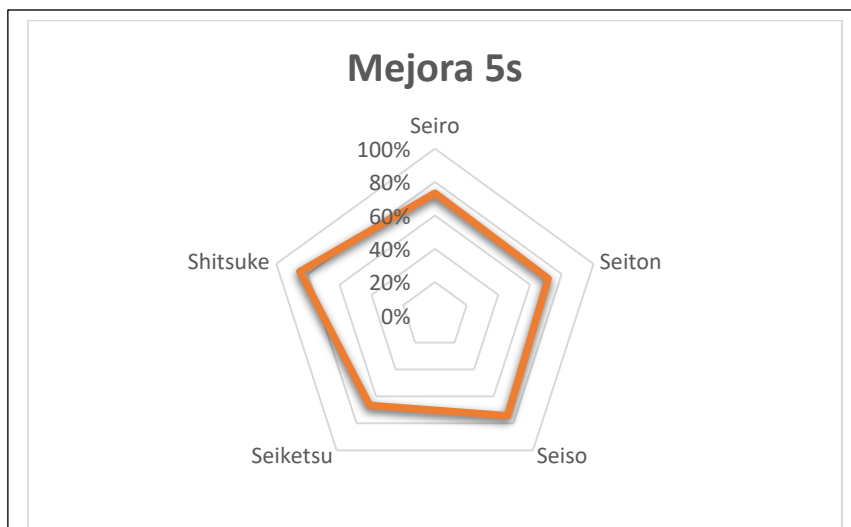 Mejora 5s
Seiro
100%
80%
60%
40%
20%
0%
Shitsuke
Seiton
Seiketsu
Seiso